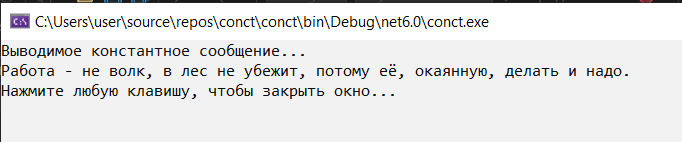 C:\Users\user\source\repos\conct\conct\bin\Debug\net6.0\conct.exe
Выводимое константное сообщение...
Работа - не волк, в лес не убежит, потому её, окаянную, делать и надо.
Нажмите любую клавишу, чтобы закрыть окно...